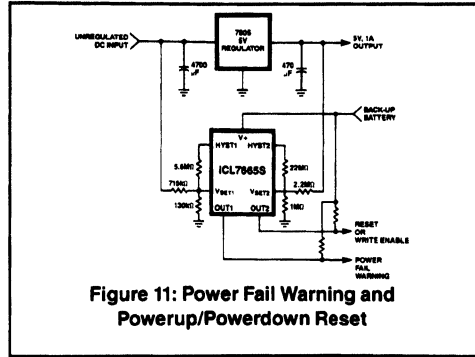 UNREGULATED
DC INPUT
7805
5V
REGULATOR
5V, 1A
OUTPUT
4700
μF
470
μF
BACK-UP
BATTERY
V+
HYST1
HYST2
5.6MΩ
22MΩ
ICL7665S
715kΩ
VSET1
VSET2
2.2MΩ
130kΩ
1MΩ
OUT1
OUT2
RESET
OR
WRITE ENABLE
POWER
FAIL
WARNING
Figure 11: Power Fail Warning and
Powerup/Powerdown Reset